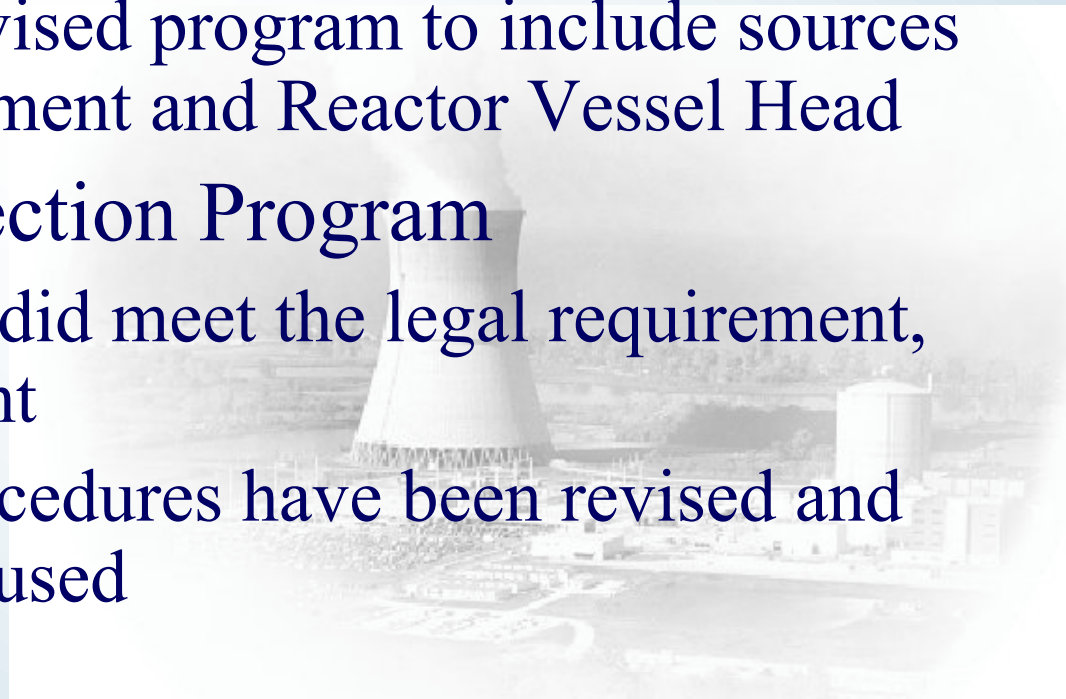 vised program to include sources
ment and Reactor Vessel Head
ection Program
did meet the legal requirement,
nt
cedures have been revised and
used